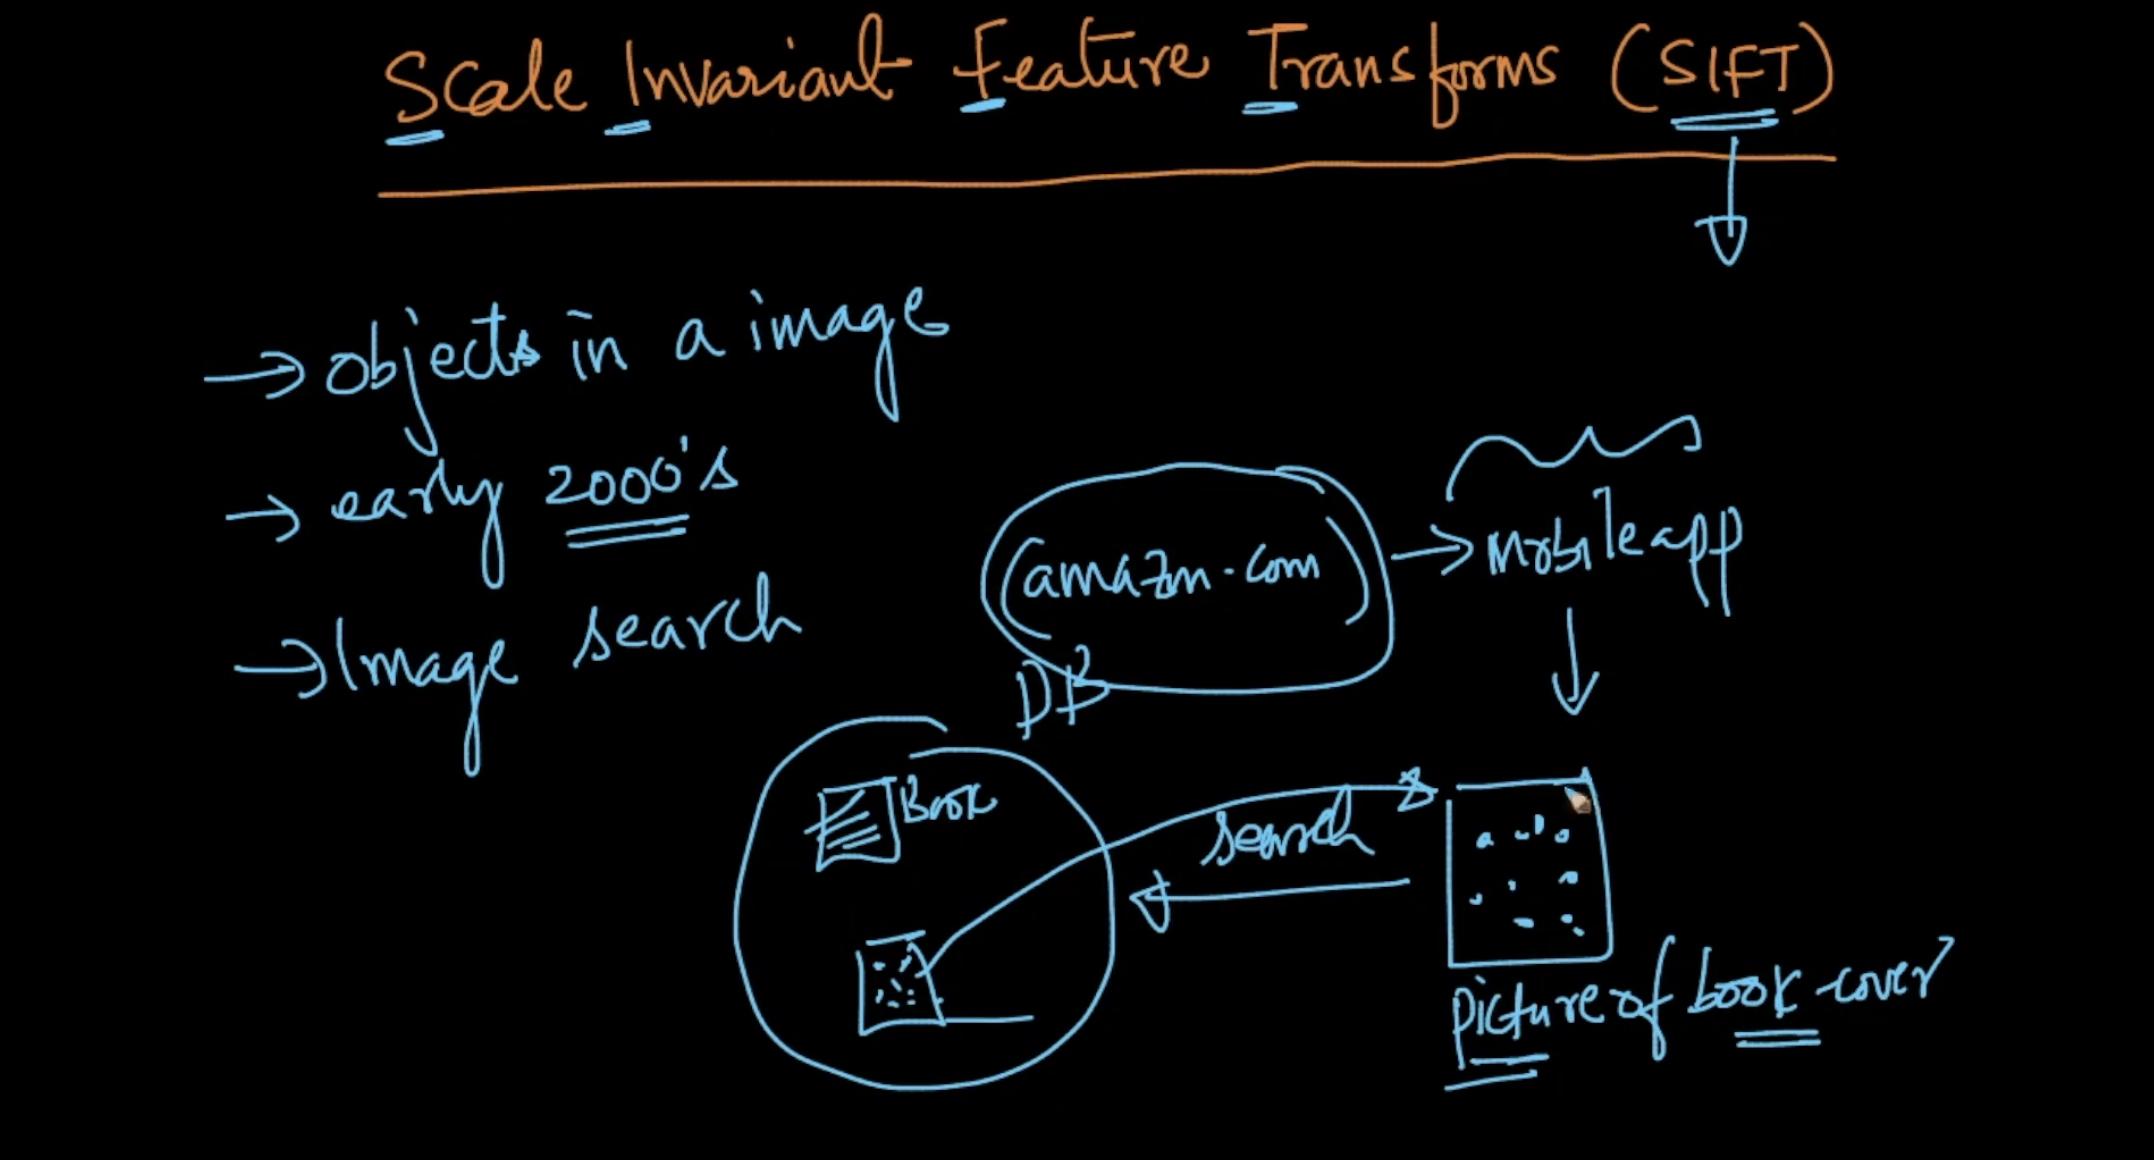 Scale Invariant Feature Transforms (SIFT)
→ objects in a image
→ early 2000's
→ Image search
(amazon.com) → mobile app
DB
Book
search
picture of book cover